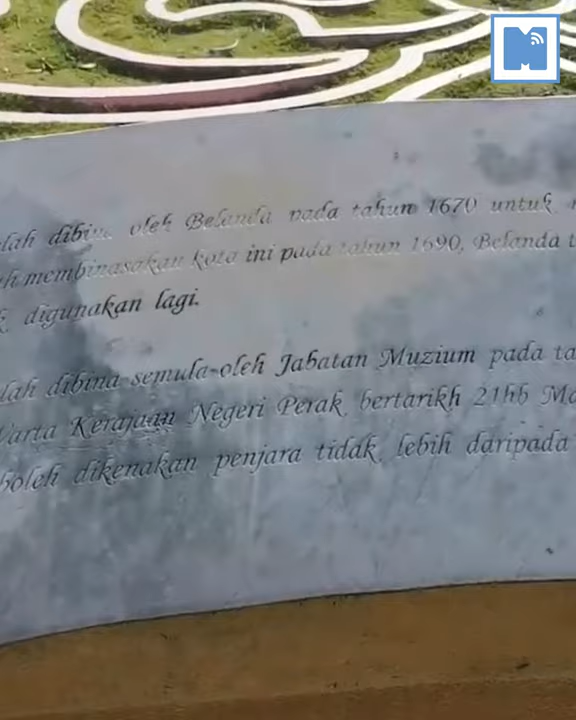 dibina oleh Belanda pada tahun 1670 untuk
membinasakan kota ini pada tahun 1690, Belanda
digunakan lagi.
dibina semula oleh Jabatan Muzium pada
Warta Kerajaan Negeri Perak bertarikh 21hb
boleh dikenakan penjara tidak lebih daripada